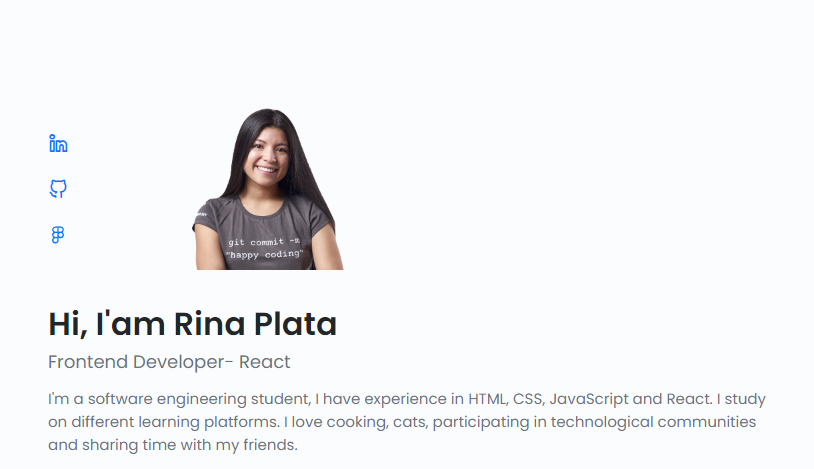 in
git commit -m
"happy coding"
Hi, I'am Rina Plata
Frontend Developer- React
I'm a software engineering student, I have experience in HTML, CSS, JavaScript and React. I study
on different learning platforms. I love cooking, cats, participating in technological communities
and sharing time with my friends.